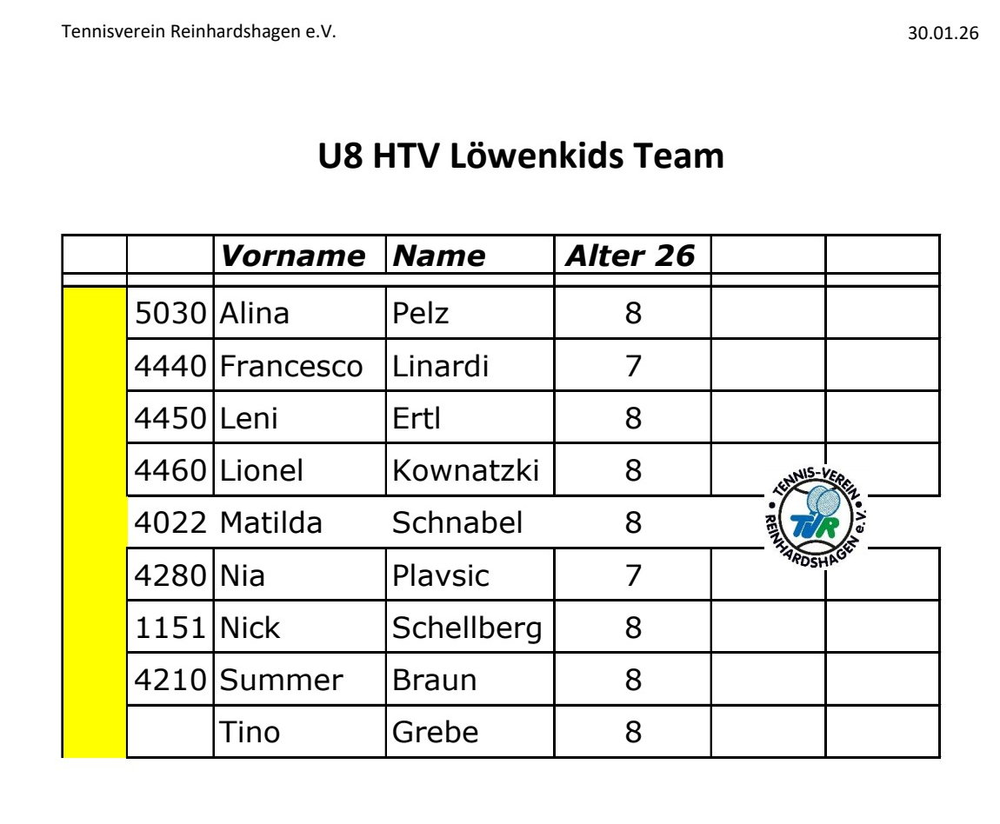 Tennisverein Reinhardshagen e.V. 30.01.26
U8 HTV Löwenkids Team
Vorname Name Alter 26
5030 Alina Pelz 8
4440 Francesco Linardi 7
4450 Leni Ertl 8
4460 Lionel Kownatzki 8
4022 Matilda Schnabel 8
4280 Nia Plavsic 7
1151 Nick Schellberg 8
4210 Summer Braun 8
Tino Grebe 8
• TENNIS-VEREIN •
TVR
REINHARDSHAGEN e.V.